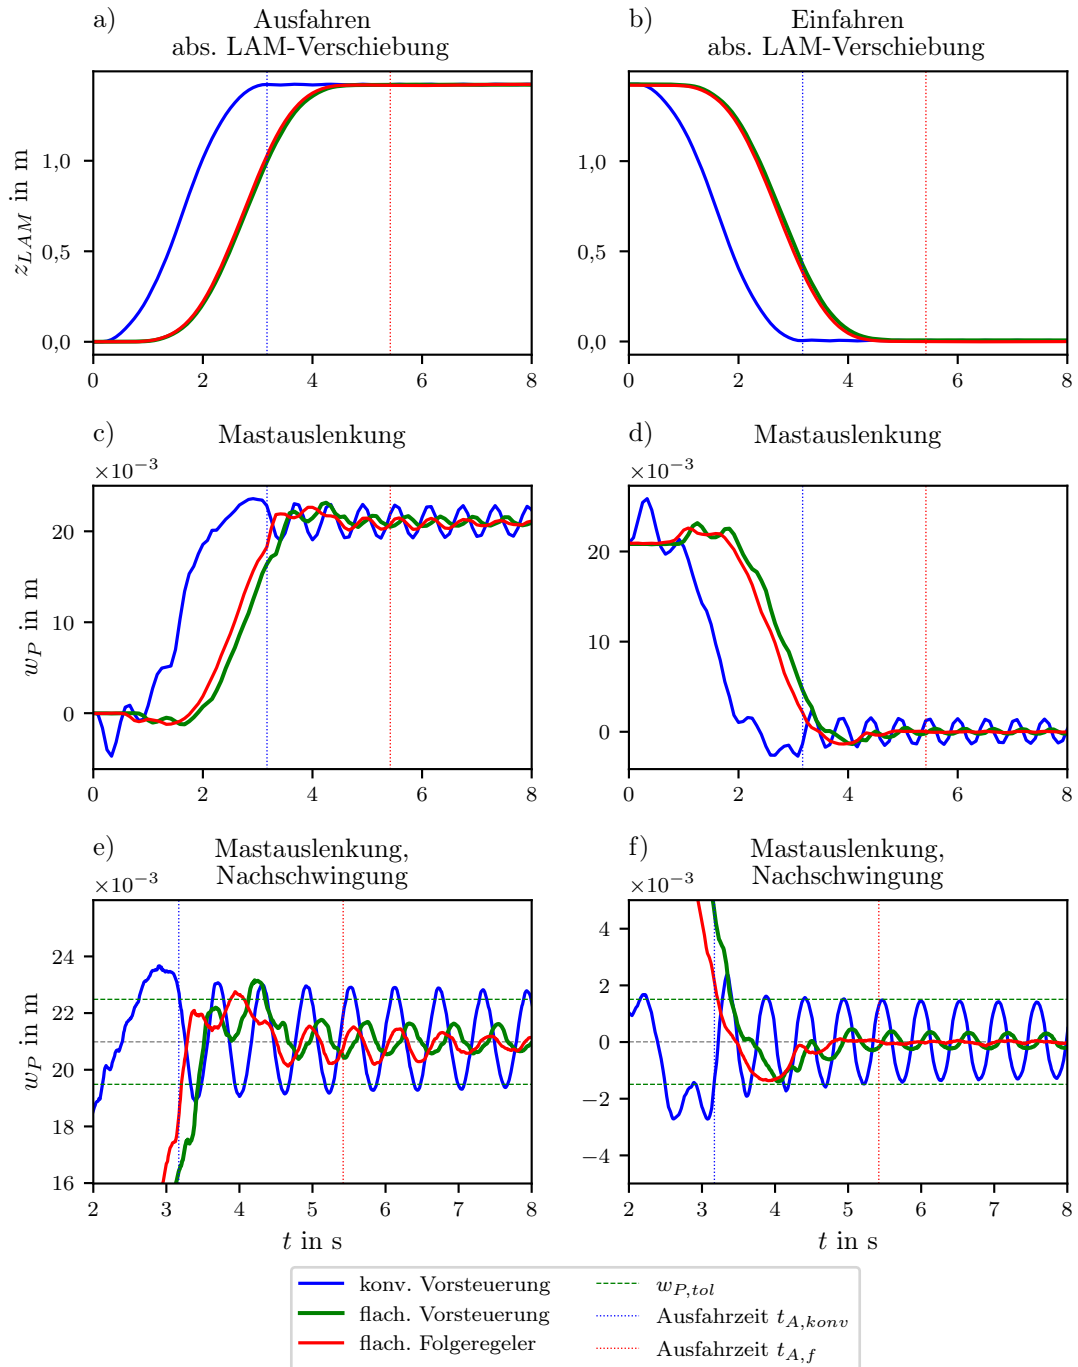 a)
Ausfahren
abs. LAM-Verschiebung
b)
Einfahren
abs. LAM-Verschiebung
z_{LAM} in m
1,0
0,5
0,0
0 2 4 6 8
1,0
0,5
0,0
0 2 4 6 8
c)
Mastauslenkung
×10^{−3}
d)
Mastauslenkung
×10^{−3}
w_P in m
20
10
0
0 2 4 6 8
20
10
0
0 2 4 6 8
e)
Mastauslenkung,
Nachschwingung
×10^{−3}
f)
Mastauslenkung,
Nachschwingung
×10^{−3}
w_P in m
24
22
20
18
16
2 3 4 5 6 7 8
t in s
4
2
0
−2
−4
2 3 4 5 6 7 8
t in s
konv. Vorsteuerung
flach. Vorsteuerung
flach. Folgeregeler
w_{P,tol}
Ausfahrzeit t_{A,konv}
Ausfahrzeit t_{A,f}